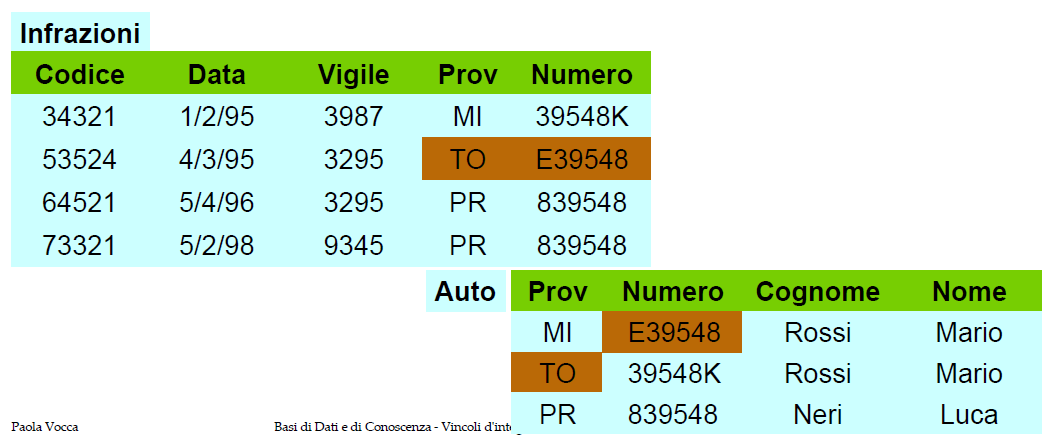 Infrazioni
Codice Data Vigile Prov Numero
34321 1/2/95 3987 MI 39548K
53524 4/3/95 3295 TO E39548
64521 5/4/96 3295 PR 839548
73321 5/2/98 9345 PR 839548
Auto Prov Numero Cognome Nome
MI E39548 Rossi Mario
TO 39548K Rossi Mario
PR 839548 Neri Luca
Paola Vocca Basi di Dati e di Conoscenza - Vincoli